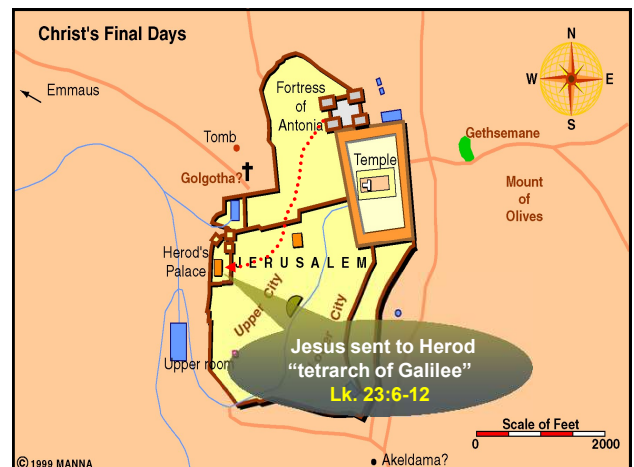 Christ's Final Days
N
W E
S
Emmaus
Fortress
of
Antonia
Tomb
Golgotha?
Temple
Gethsemane
Mount
of
Olives
Herod's
Palace
JERUSALEM
Upper City
City
Upper room
Jesus sent to Herod
“tetrarch of Galilee”
Lk. 23:6-12
Scale of Feet
0 2000
Akeldama?
© 1999 MANNA